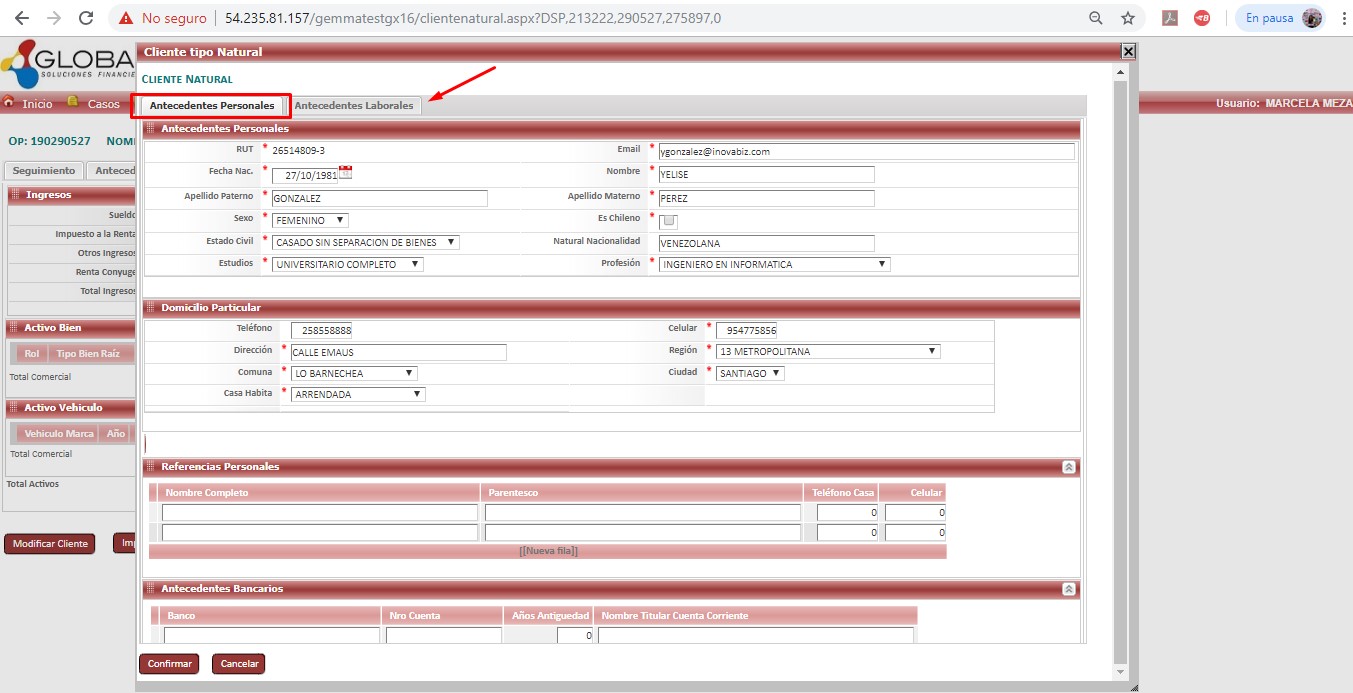 No seguro
54.235.81.157/gemmatestgx16/clientenatural.aspx?DSP,213222,290527,275897,0
En pausa
GLOBA
SOLUCIONES FINANCIE
Inicio Casos
Usuario: MARCELA MEZA
OP: 190290527 NOM
Seguimiento Anteced
Ingresos
Sueldo
Impuesto a la Renta
Otros Ingresos
Renta Conyuge
Total Ingresos
Activo Bien
Rol Tipo Bien Raíz
Total Comercial
Activo Vehiculo
Vehiculo Marca Año
Total Comercial
Total Activos
Modificar Cliente Imp
Cliente tipo Natural
CLIENTE NATURAL
Antecedentes Personales Antecedentes Laborales
Antecedentes Personales
RUT * 26514809-3 Email * ygonzalez@inovabiz.com
Fecha Nac. * 27/10/1981 Nombre * YELISE
Apellido Paterno * GONZALEZ Apellido Materno * PEREZ
Sexo * FEMENINO Es Chileno *
Estado Civil * CASADO SIN SEPARACION DE BIENES Natural Nacionalidad VENEZOLANA
Estudios * UNIVERSITARIO COMPLETO Profesión * INGENIERO EN INFORMATICA
Domicilio Particular
Teléfono 258558888 Celular * 954775856
Dirección * CALLE EMAUS Región * 13 METROPOLITANA
Comuna * LO BARNECHEA Ciudad * SANTIAGO
Casa Habita * ARRENDADA
Referencias Personales
Nombre Completo Parentesco Teléfono Casa Celular
0 0
0 0
[[Nueva fila]]
Antecedentes Bancarios
Banco Nro Cuenta Años Antiguedad Nombre Titular Cuenta Corriente
0
Confirmar Cancelar